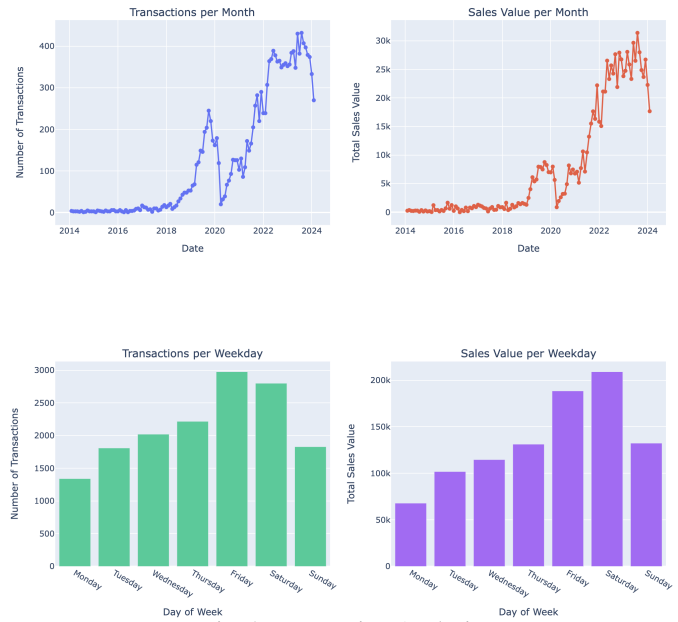 Transactions per Month
Sales Value per Month
Number of Transactions
400
300
200
100
0
2014 2016 2018 2020 2022 2024
Date
Total Sales Value
30k
25k
20k
15k
10k
5k
0
2014 2016 2018 2020 2022 2024
Date
Transactions per Weekday
Sales Value per Weekday
Number of Transactions
3000
2500
2000
1500
1000
500
0
Monday Tuesday Wednesday Thursday Friday Saturday Sunday
Day of Week
Total Sales Value
200k
150k
100k
50k
0
Monday Tuesday Wednesday Thursday Friday Saturday Sunday
Day of Week